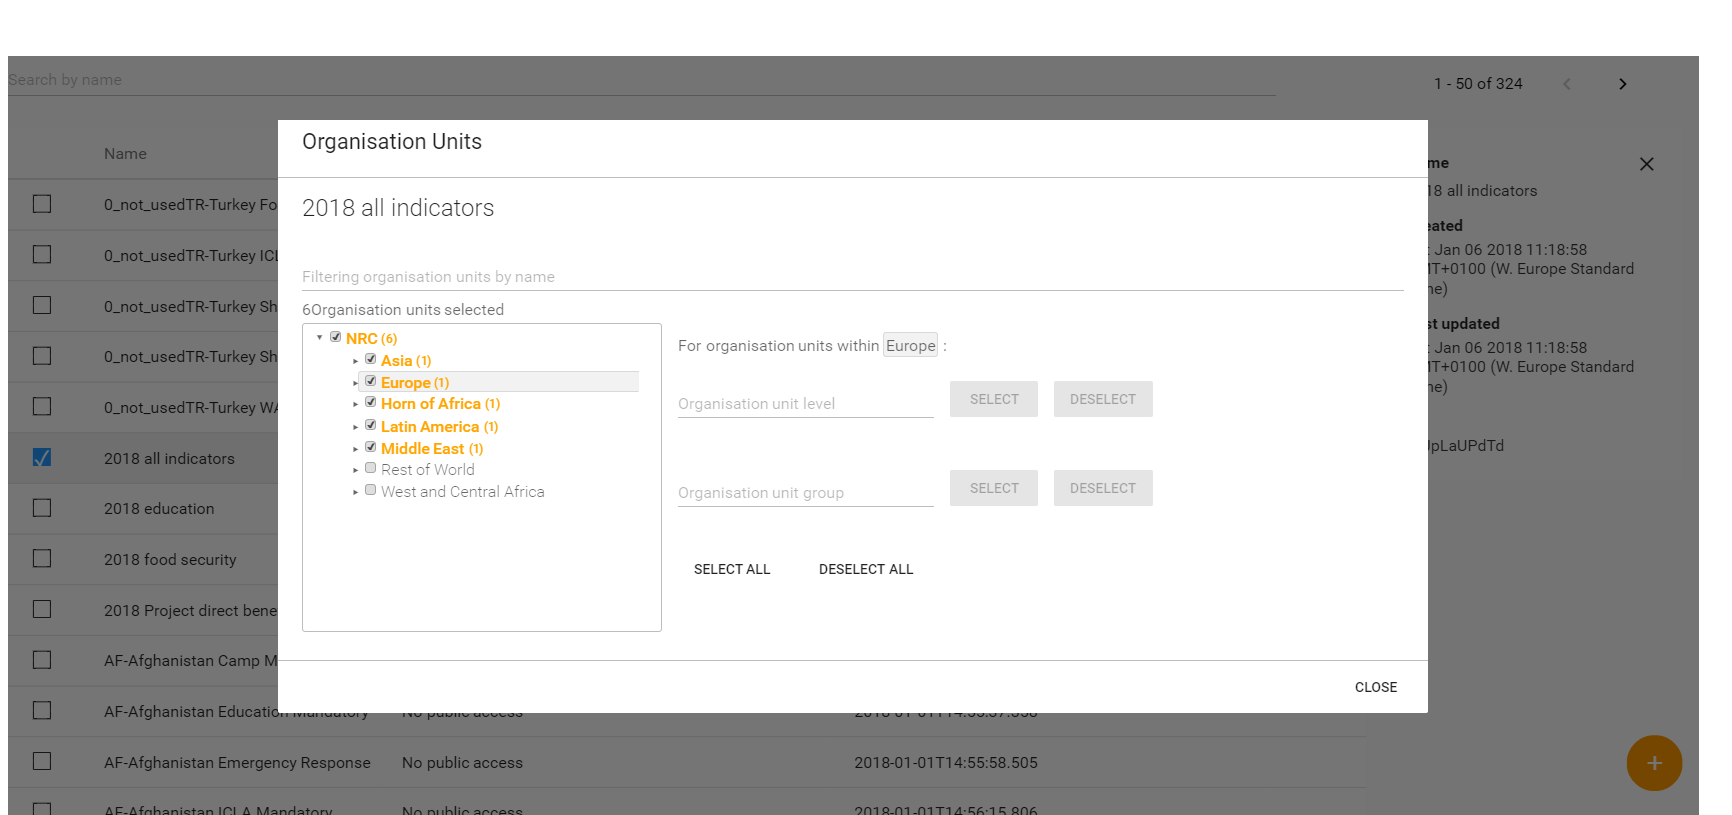 Search by name
1 - 50 of 324
Name
0_not_usedTR-Turkey Fo
0_not_usedTR-Turkey ICL
0_not_usedTR-Turkey Sh
0_not_usedTR-Turkey Sh
0_not_usedTR-Turkey WA
2018 all indicators
2018 education
2018 food security
2018 Project direct bene
AF-Afghanistan Camp M
AF-Afghanistan Education Mandatory No public access 2018-01-01T14:55:37.558
AF-Afghanistan Emergency Response No public access 2018-01-01T14:55:58.505
AF-Afghanistan ICLA Mandatory No public access 2018-01-01T14:56:15.806
Organisation Units
2018 all indicators
Filtering organisation units by name
6Organisation units selected
NRC (6)
Asia (1)
Europe (1)
Horn of Africa (1)
Latin America (1)
Middle East (1)
Rest of World
West and Central Africa
For organisation units within Europe :
Organisation unit level SELECT DESELECT
Organisation unit group SELECT DESELECT
SELECT ALL DESELECT ALL
CLOSE
me
18 all indicators
eated
: Jan 06 2018 11:18:58
MT+0100 (W. Europe Standard
ne)
st updated
: Jan 06 2018 11:18:58
MT+0100 (W. Europe Standard
ne)
UpLaUPdTd
+